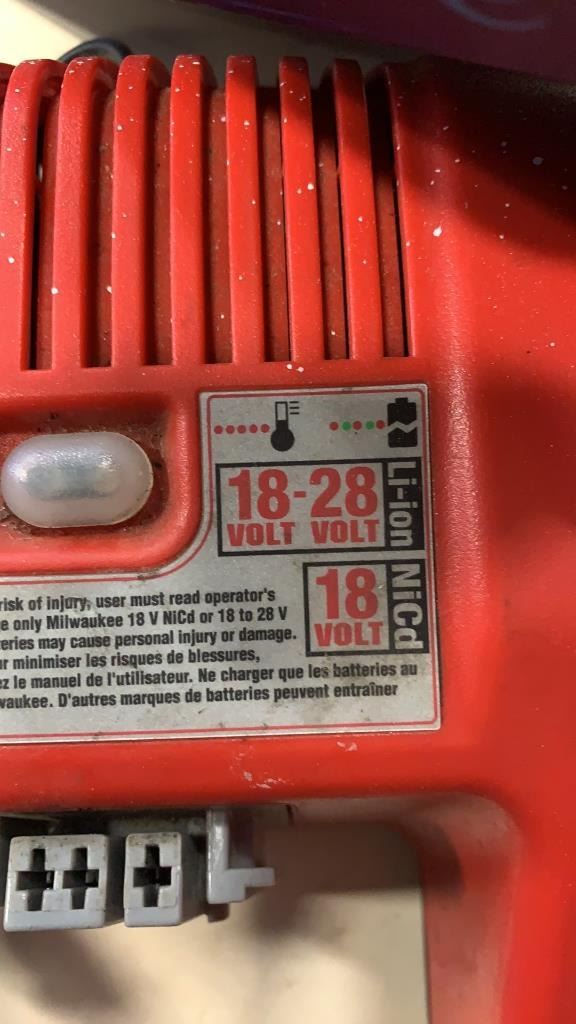 18-28
VOLT VOLT
Li-ion
18
VOLT
NiCd
risk of injury, user must read operator's
e only Milwaukee 18 V NiCd or 18 to 28 V
eries may cause personal injury or damage.
r minimiser les risques de blessures,
ez le manuel de l'utilisateur. Ne charger que les batteries au
waukee. D'autres marques de batteries peuvent entraîner